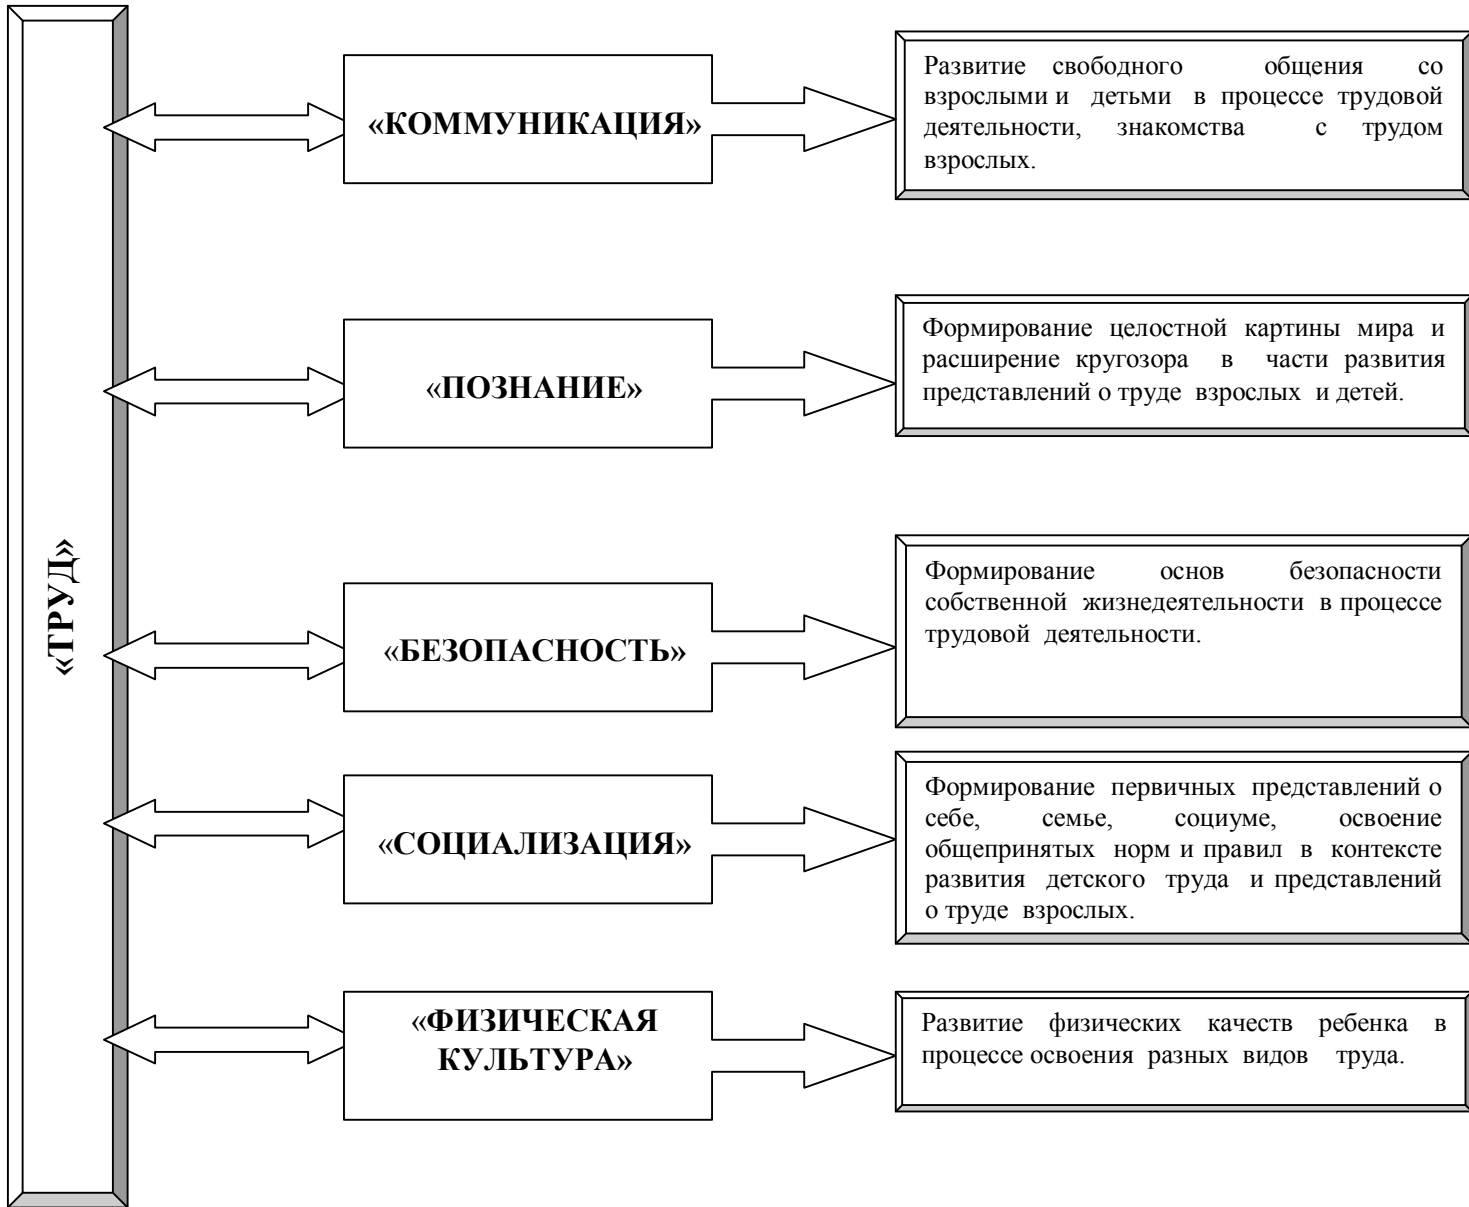 «ТРУД»
«КОММУНИКАЦИЯ»
Развитие свободного общения со
взрослыми и детьми в процессе трудовой
деятельности, знакомства с трудом
взрослых.
«ПОЗНАНИЕ»
Формирование целостной картины мира и
расширение кругозора в части развития
представлений о труде взрослых и детей.
«БЕЗОПАСНОСТЬ»
Формирование основ безопасности
собственной жизнедеятельности в процессе
трудовой деятельности.
«СОЦИАЛИЗАЦИЯ»
Формирование первичных представлений о
себе, семье, социуме, освоение
общепринятых норм и правил в контексте
развития детского труда и представлений
о труде взрослых.
«ФИЗИЧЕСКАЯ
КУЛЬТУРА»
Развитие физических качеств ребенка в
процессе освоения разных видов труда.